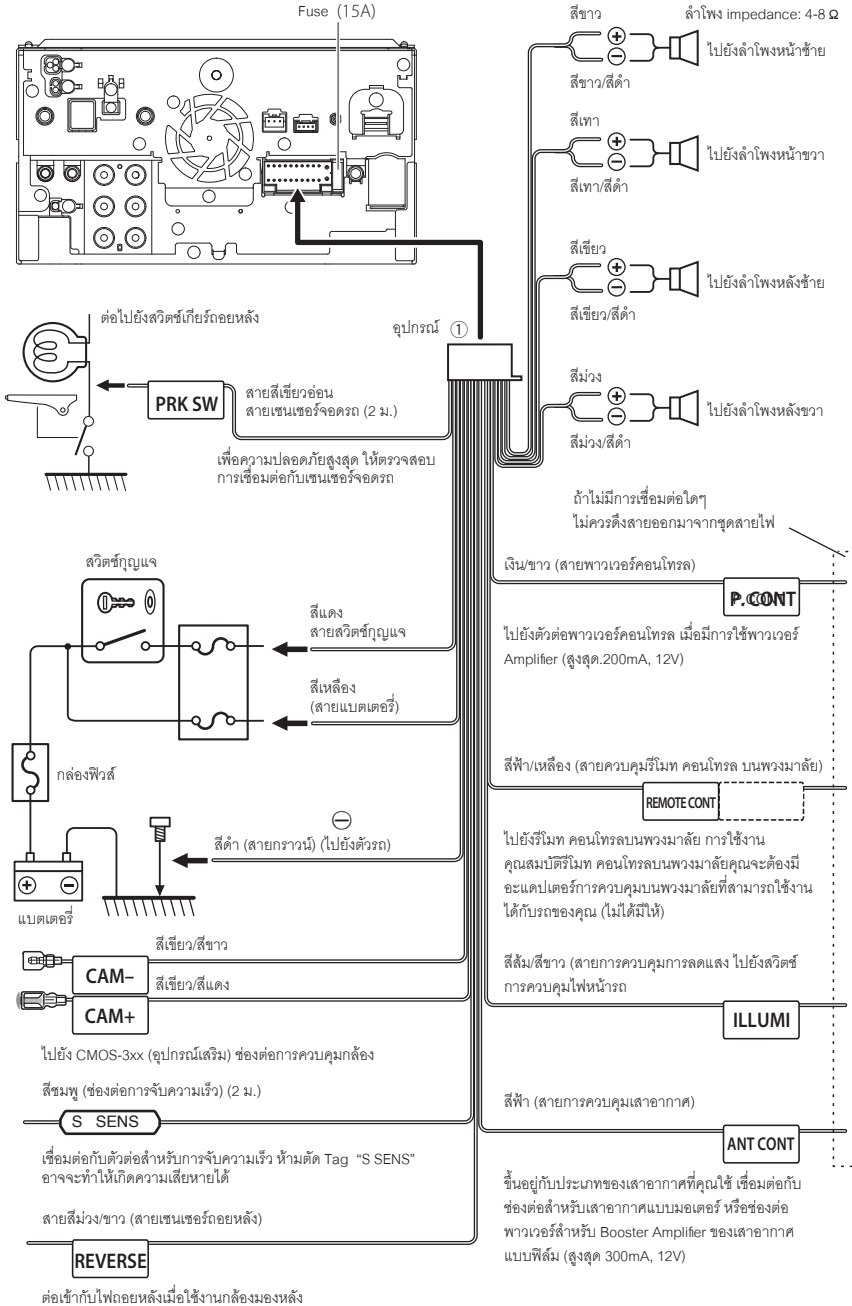 Fuse (15A)
สีขาว
ลำโพง impedance: 4-8 Ω
ไปยังลำโพงหน้าซ้าย
สีขาว/สีดำ
สีเทา
ไปยังลำโพงหน้าขวา
สีเทา/สีดำ
สีเขียว
ไปยังลำโพงหลังซ้าย
สีเขียว/สีดำ
สีม่วง
ไปยังลำโพงหลังขวา
สีม่วง/สีดำ
อุปกรณ์ ①
ต่อไปยังสวิตช์เกียร์ถอยหลัง
PRK SW
สายสีเขียวอ่อน
สายเซนเซอร์จอดรถ (2 ม.)
เพื่อความปลอดภัยสูงสุด ให้ตรวจสอบ
การเชื่อมต่อกับเซนเซอร์จอดรถ
ถ้าไม่มีการเชื่อมต่อใดๆ
ไม่ควรดึงสายออกมาจากชุดสายไฟ
สวิตช์กุญแจ
สีแดง
สายสวิตช์กุญแจ
สีเหลือง
(สายแบตเตอรี่)
กล่องฟิวส์
สีดำ (สายกราวน์) (ไปยังตัวรถ)
แบตเตอรี่
สีเขียว/สีขาว
CAM–
สีเขียว/สีแดง
CAM+
ไปยัง CMOS-3xx (อุปกรณ์เสริม) ช่องต่อการควบคุมกล้อง
สีชมพู (ช่องต่อการจับความเร็ว) (2 ม.)
S SENS
เชื่อมต่อกับตัวต่อสำหรับการจับความเร็ว ห้ามตัด Tag “S SENS”
อาจจะทำให้เกิดความเสียหายได้
สายสีม่วง/ขาว (สายเซนเซอร์ถอยหลัง)
REVERSE
ต่อเข้ากับไฟถอยหลังเมื่อใช้งานกล้องมองหลัง
เงิน/ขาว (สายพาวเวอร์คอนโทรล)
P. CONT
ไปยังตัวต่อพาวเวอร์คอนโทรล เมื่อมีการใช้พาวเวอร์
Amplifier (สูงสุด.200mA, 12V)
สีฟ้า/เหลือง (สายควบคุมรีโมท คอนโทรล บนพวงมาลัย)
REMOTE CONT
ไปยังรีโมท คอนโทรลบนพวงมาลัย การใช้งาน
คุณสมบัติรีโมท คอนโทรลบนพวงมาลัยคุณจะต้องมี
อะแดปเตอร์การควบคุมบนพวงมาลัยที่สามารถใช้งาน
ได้กับรถของคุณ (ไม่ได้มีให้)
สีส้ม/สีขาว (สายการควบคุมการลดแสง ไปยังสวิตช์
การควบคุมไฟหน้ารถ
ILLUMI
สีฟ้า (สายการควบคุมเสาอากาศ)
ANT CONT
ขึ้นอยู่กับประเภทของเสาอากาศที่คุณใช้ เชื่อมต่อกับ
ช่องต่อสำหรับเสาอากาศแบบมอเตอร์ หรือช่องต่อ
พาวเวอร์สำหรับ Booster Amplifier ของเสาอากาศ
แบบฟิล์ม (สูงสุด 300mA, 12V)